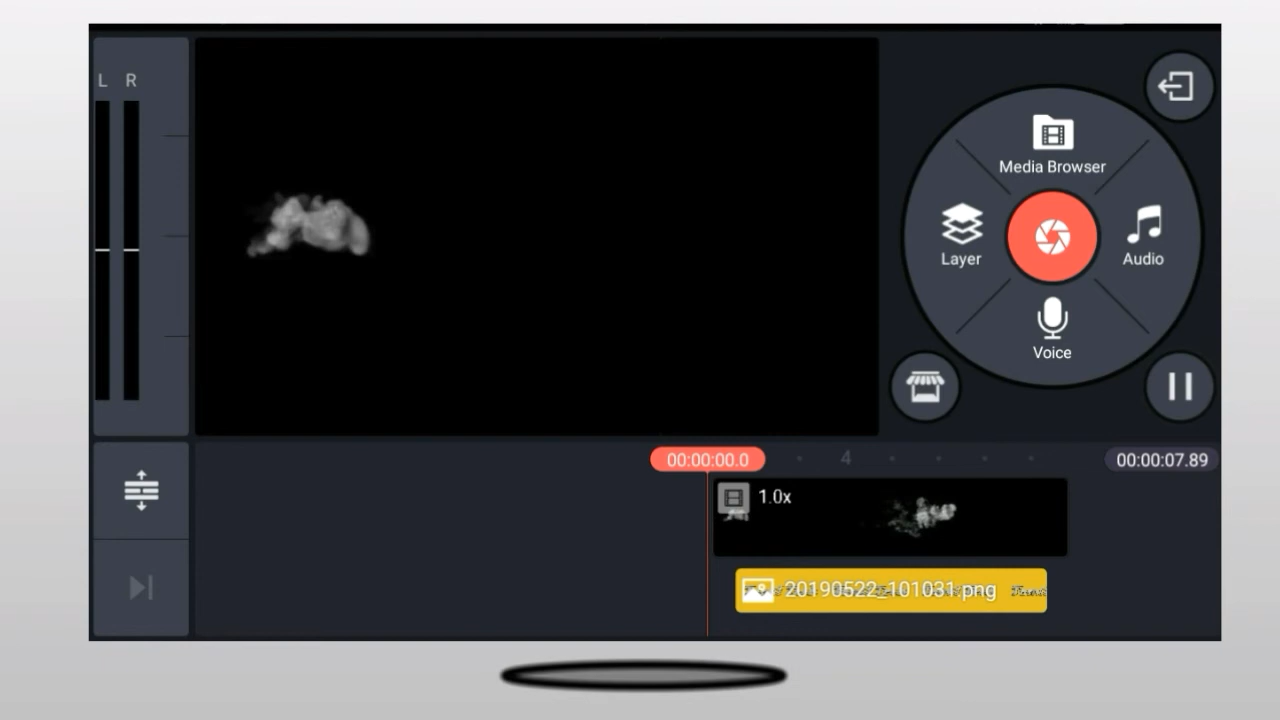 L R
Media Browser
Layer
Audio
Voice
00:00:00.0
4
00:00:07.89
1.0x
20190522_101031.png